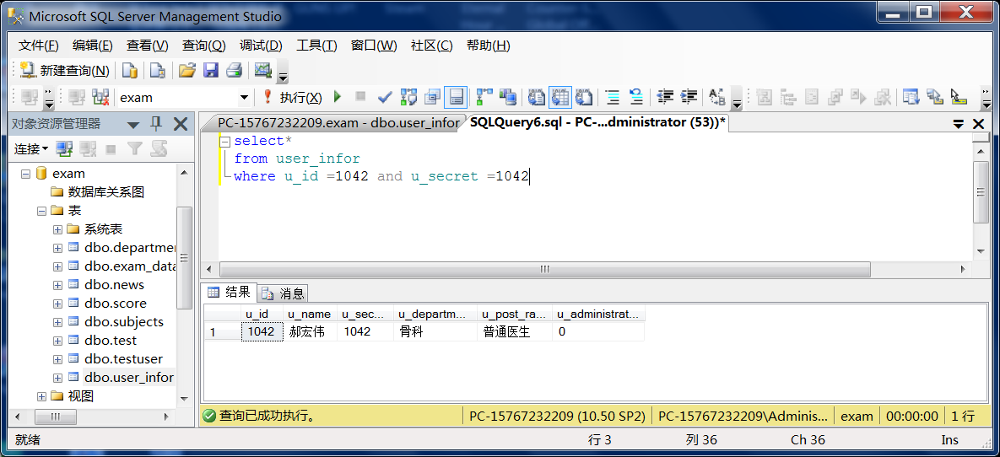 Microsoft SQL Server Management Studio
文件(F) 编辑(E) 查看(V) 查询(Q) 调试(D) 工具(T) 窗口(W) 社区(C) 帮助(H)
新建查询(N)
exam 执行(X)
对象资源管理器
连接
exam
数据库关系图
表
系统表
dbo.departme
dbo.exam_data
dbo.news
dbo.score
dbo.subjects
dbo.test
dbo.testuser
dbo.user_infor
视图
PC-15767232209.exam - dbo.user_infor SQLQuery6.sql - PC-...dministrator (53))*
select*
from user_infor
where u_id =1042 and u_secret =1042
结果 消息
u_id u_name u_sec... u_departm... u_post_ra... u_administrat...
1 1042 郝宏伟 1042 骨科 普通医生 0
查询已成功执行。 PC-15767232209 (10.50 SP2) PC-15767232209\Adminis... exam 00:00:00 1 行
就绪 行 3 列 36 Ch 36 Ins